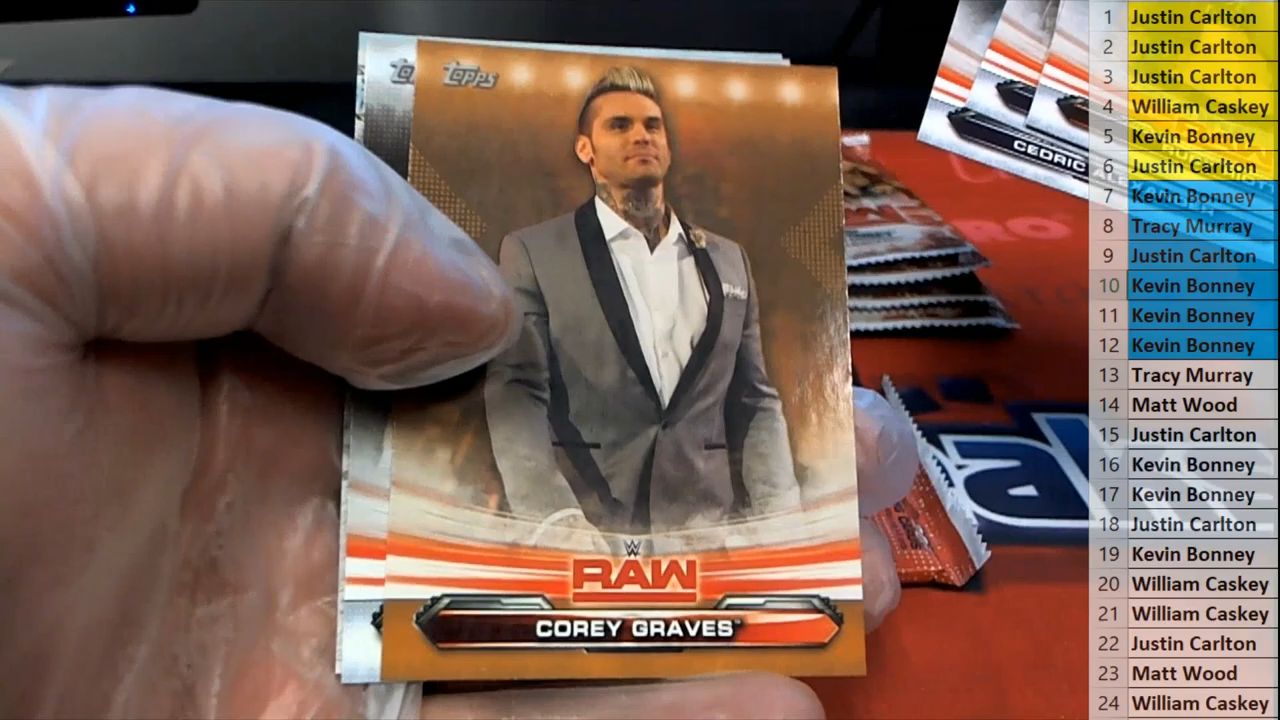 Topps
W
RAW
COREY GRAVES™
CEDRIC
1 Justin Carlton
2 Justin Carlton
3 Justin Carlton
4 William Caskey
5 Kevin Bonney
6 Justin Carlton
7 Kevin Bonney
8 Tracy Murray
9 Justin Carlton
10 Kevin Bonney
11 Kevin Bonney
12 Kevin Bonney
13 Tracy Murray
14 Matt Wood
15 Justin Carlton
16 Kevin Bonney
17 Kevin Bonney
18 Justin Carlton
19 Kevin Bonney
20 William Caskey
21 William Caskey
22 Justin Carlton
23 Matt Wood
24 William Caskey